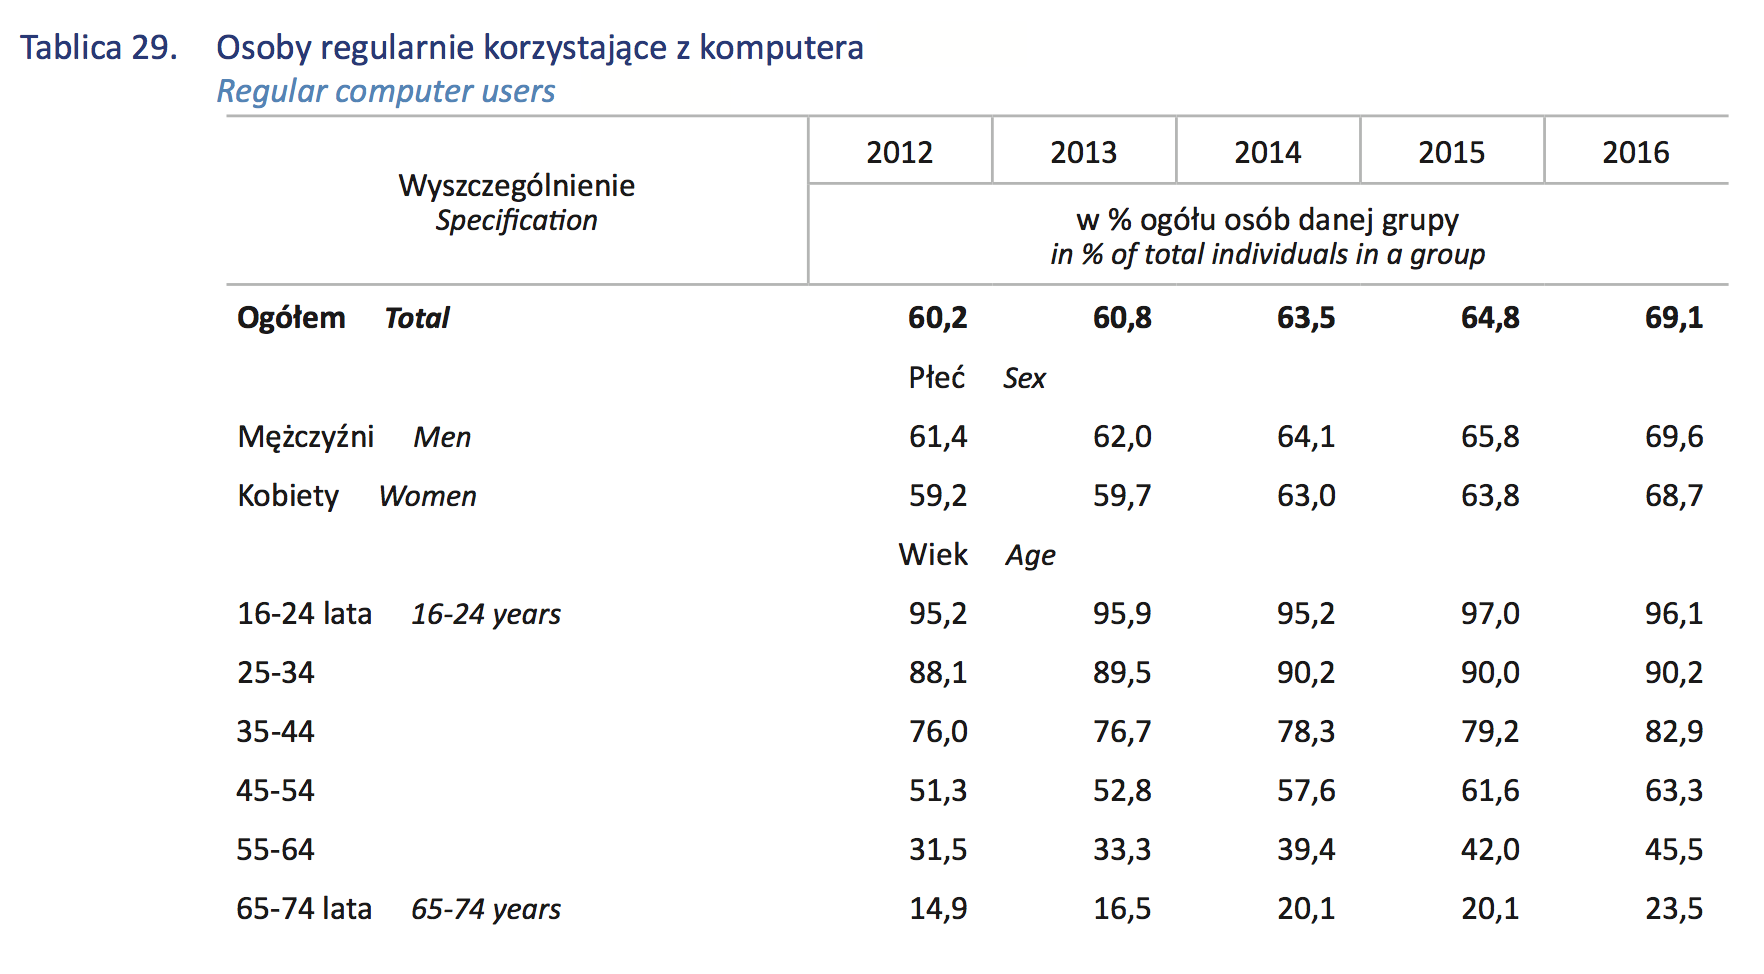 Tablica 29. Osoby regularnie korzystające z komputera
Regular computer users
Wyszczególnienie
Specification
2012 2013 2014 2015 2016
w % ogółu osób danej grupy
in % of total individuals in a group
Ogółem Total 60,2 60,8 63,5 64,8 69,1
Płeć Sex
Mężczyźni Men 61,4 62,0 64,1 65,8 69,6
Kobiety Women 59,2 59,7 63,0 63,8 68,7
Wiek Age
16-24 lata 16-24 years 95,2 95,9 95,2 97,0 96,1
25-34 88,1 89,5 90,2 90,0 90,2
35-44 76,0 76,7 78,3 79,2 82,9
45-54 51,3 52,8 57,6 61,6 63,3
55-64 31,5 33,3 39,4 42,0 45,5
65-74 lata 65-74 years 14,9 16,5 20,1 20,1 23,5